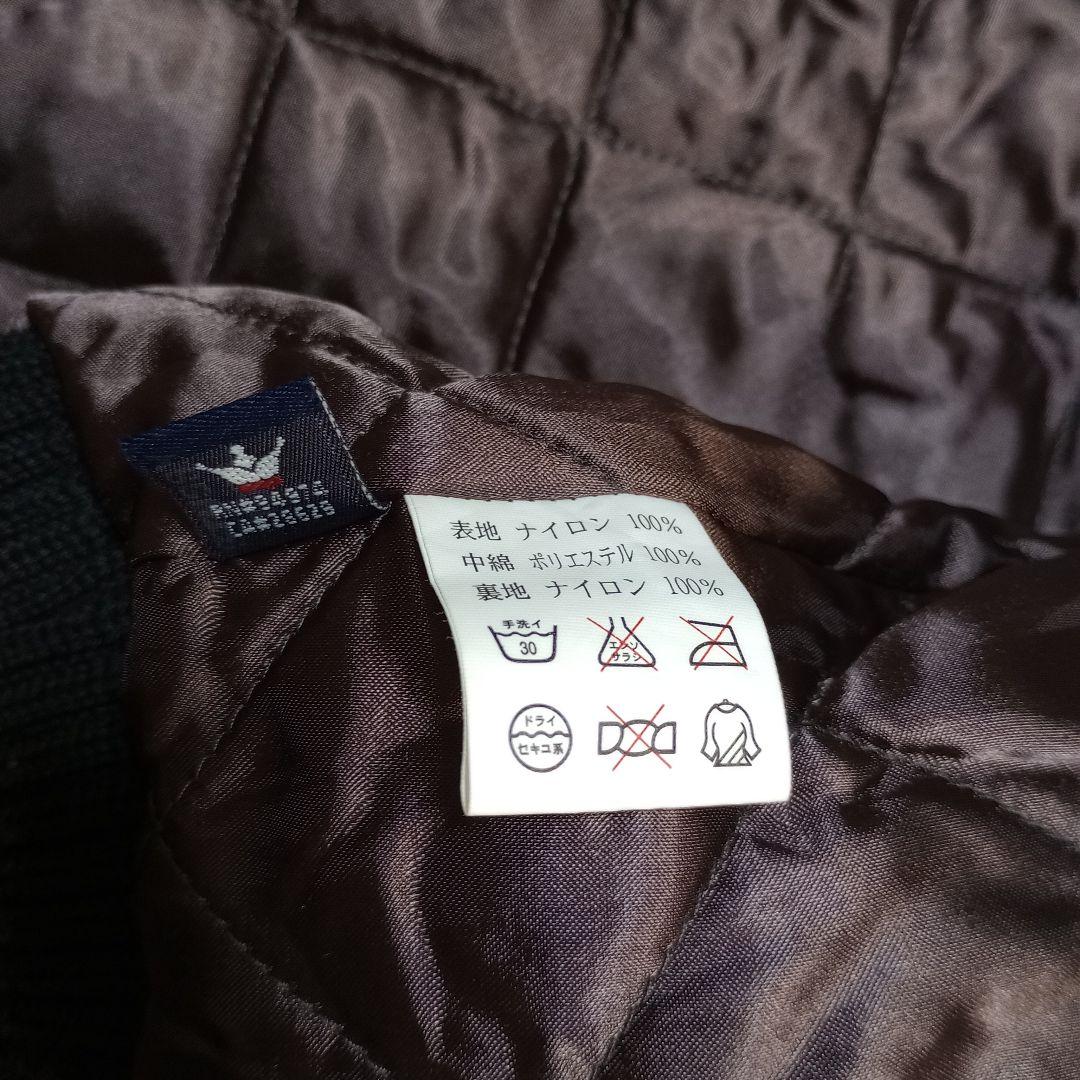 表地 ナイロン 100%
中綿 ポリエステル 100%
裏地 ナイロン 100%
手洗イ
30
エンソ
サラシ
ドライ
セキユ系